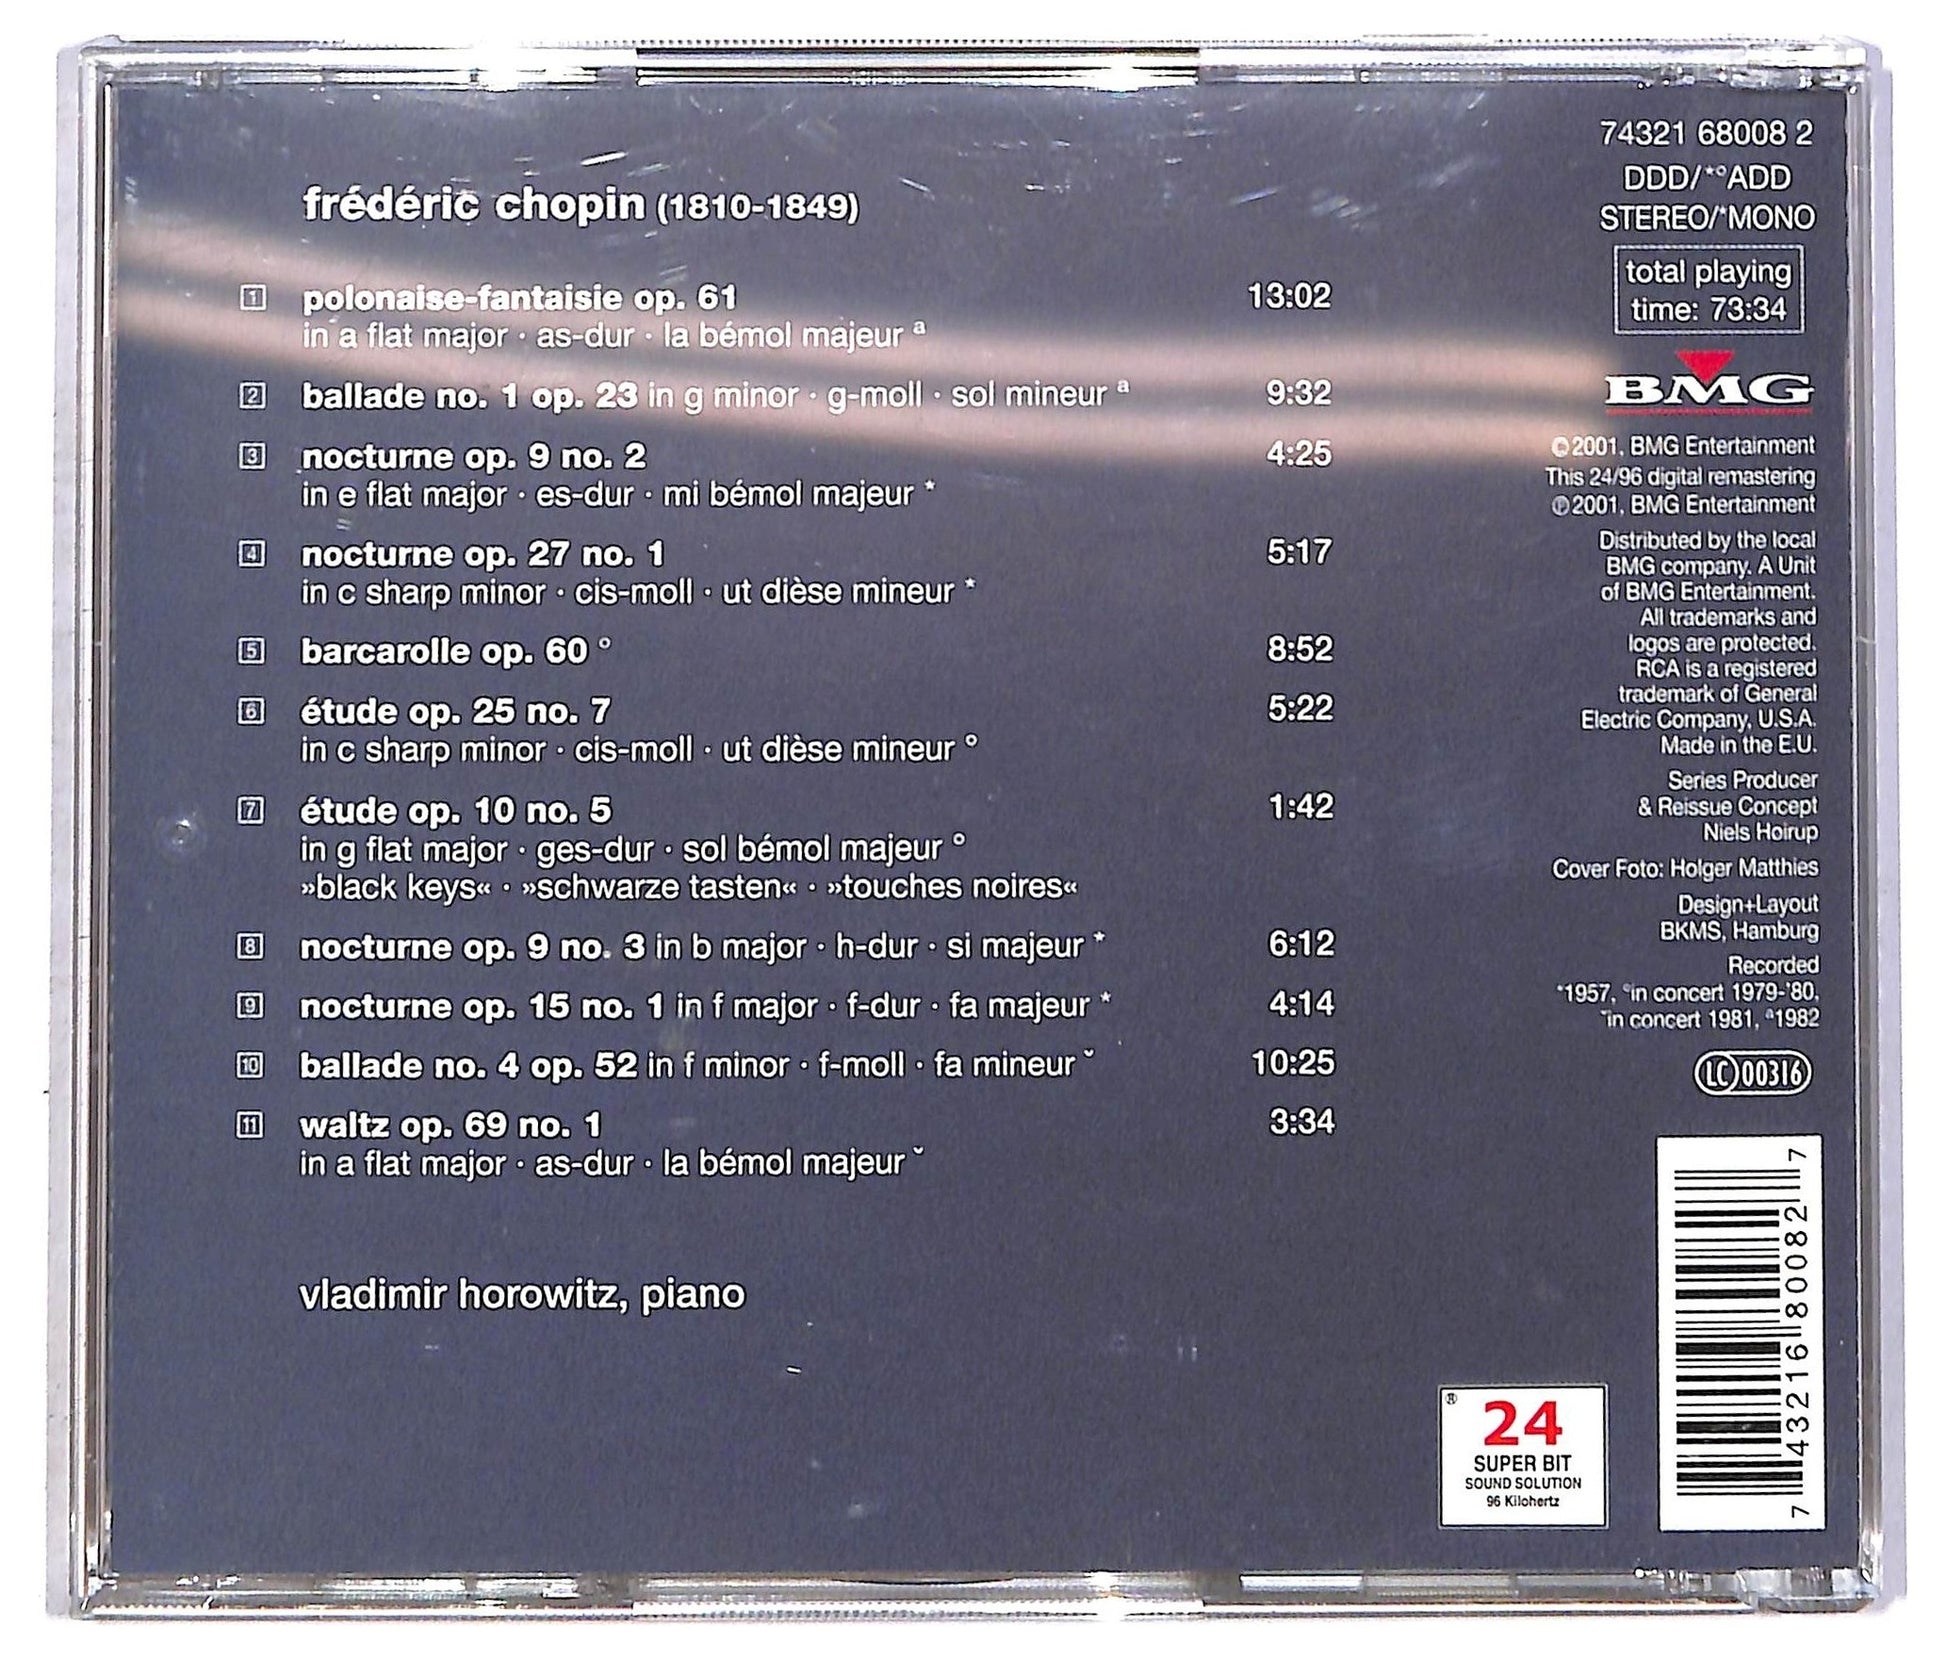 frédéric chopin (1810-1849)
1 polonaise-fantaisie op. 61 13:02
in a flat major · as-dur · la bémol majeur ª
2 ballade no. 1 op. 23 in g minor · g-moll · sol mineur ª 9:32
3 nocturne op. 9 no. 2 4:25
in e flat major · es-dur · mi bémol majeur *
4 nocturne op. 27 no. 1 5:17
in c sharp minor · cis-moll · ut dièse mineur *
5 barcarolle op. 60 ° 8:52
6 étude op. 25 no. 7 5:22
in c sharp minor · cis-moll · ut dièse mineur °
7 étude op. 10 no. 5 1:42
in g flat major · ges-dur · sol bémol majeur °
»black keys« · »schwarze tasten« · »touches noires«
8 nocturne op. 9 no. 3 in b major · h-dur · si majeur * 6:12
9 nocturne op. 15 no. 1 in f major · f-dur · fa majeur * 4:14
10 ballade no. 4 op. 52 in f minor · f-moll · fa mineur ˇ 10:25
11 waltz op. 69 no. 1 3:34
in a flat major · as-dur · la bémol majeur ˇ
vladimir horowitz, piano
74321 68008 2
DDD/*°ADD
STEREO/*MONO
total playing
time: 73:34
BMG
©2001, BMG Entertainment
This 24/96 digital remastering
℗2001, BMG Entertainment
Distributed by the local
BMG company. A Unit
of BMG Entertainment.
All trademarks and
logos are protected.
RCA is a registered
trademark of General
Electric Company, U.S.A.
Made in the E.U.
Series Producer
& Reissue Concept
Niels Hoirup
Cover Foto: Holger Matthies
Design+Layout
BKMS, Hamburg
Recorded
*1957, °in concert 1979-'80,
ˇin concert 1981, ª1982
LC 00316
7 43216 80082 7
®
24
SUPER BIT
SOUND SOLUTION
96 Kilohertz